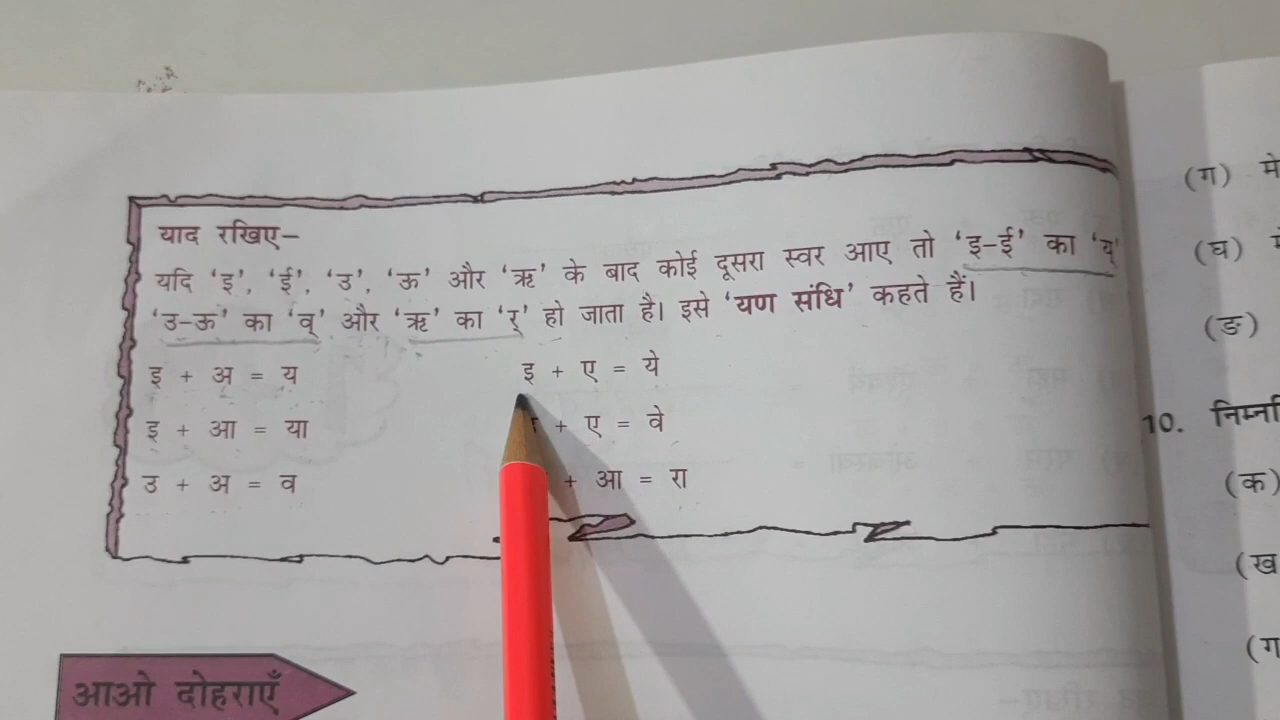 याद रखिए–
यदि 'इ', 'ई', 'उ', 'ऊ' और 'ऋ' के बाद कोई दूसरा स्वर आए तो 'इ-ई' का 'य्'
'उ-ऊ' का 'व्' और 'ऋ' का 'र्' हो जाता है। इसे 'यण संधि' कहते हैं।
इ + अ = य
इ + आ = या
उ + अ = व
इ + ए = ये
+ ए = वे
+ आ = रा
आओ दोहराएँ
(ग) मे
(घ)
(ङ)
10.
(क)
(ख
(ग